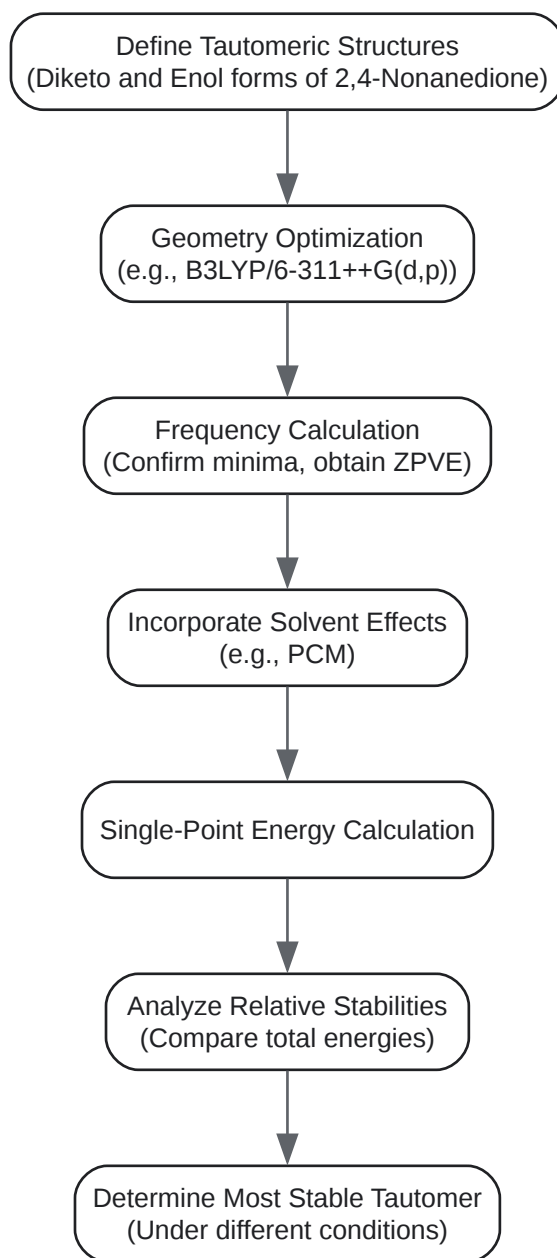 Define Tautomeric Structures
(Diketo and Enol forms of 2,4-Nonanedione)
Geometry Optimization
(e.g., B3LYP/6-311++G(d,p))
Frequency Calculation
(Confirm minima, obtain ZPVE)
Incorporate Solvent Effects
(e.g., PCM)
Single-Point Energy Calculation
Analyze Relative Stabilities
(Compare total energies)
Determine Most Stable Tautomer
(Under different conditions)